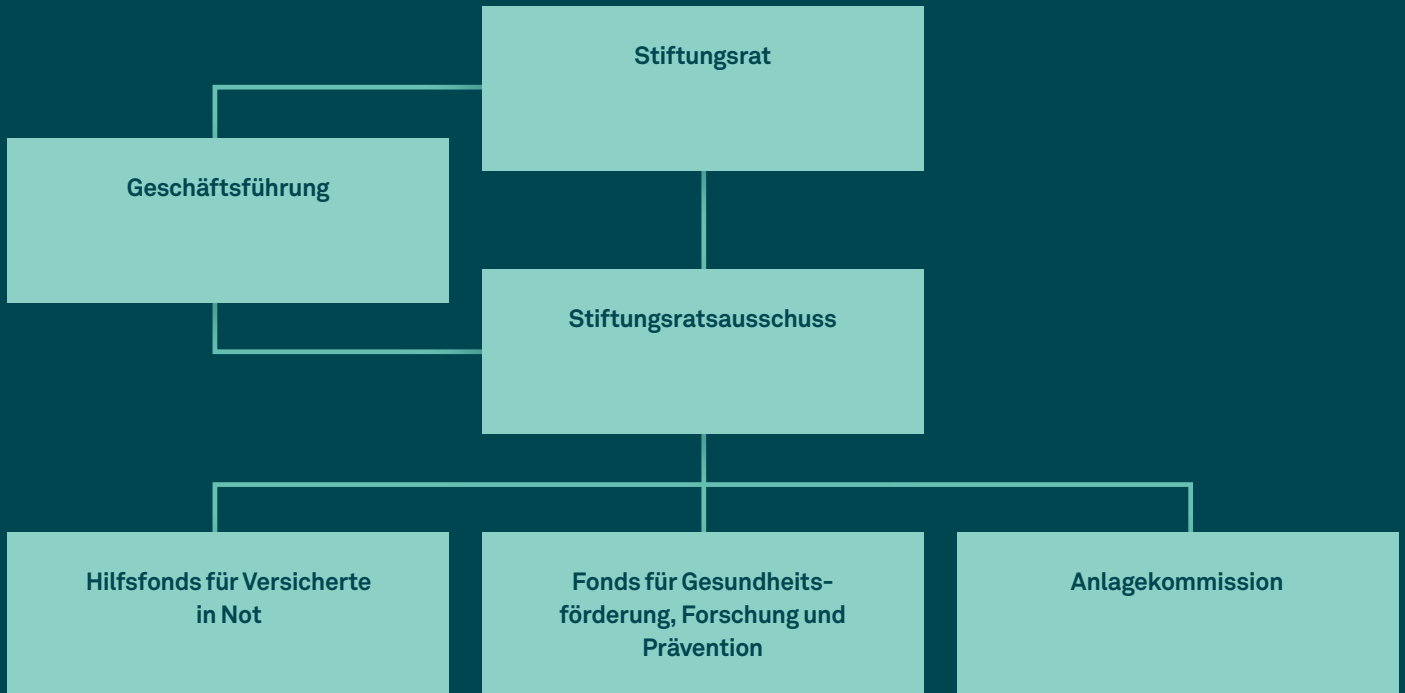 Stiftungsrat
Geschäftsführung
Stiftungsratsausschuss
Hilfsfonds für Versicherte
in Not
Fonds für Gesundheits-
förderung, Forschung und
Prävention
Anlagekommission